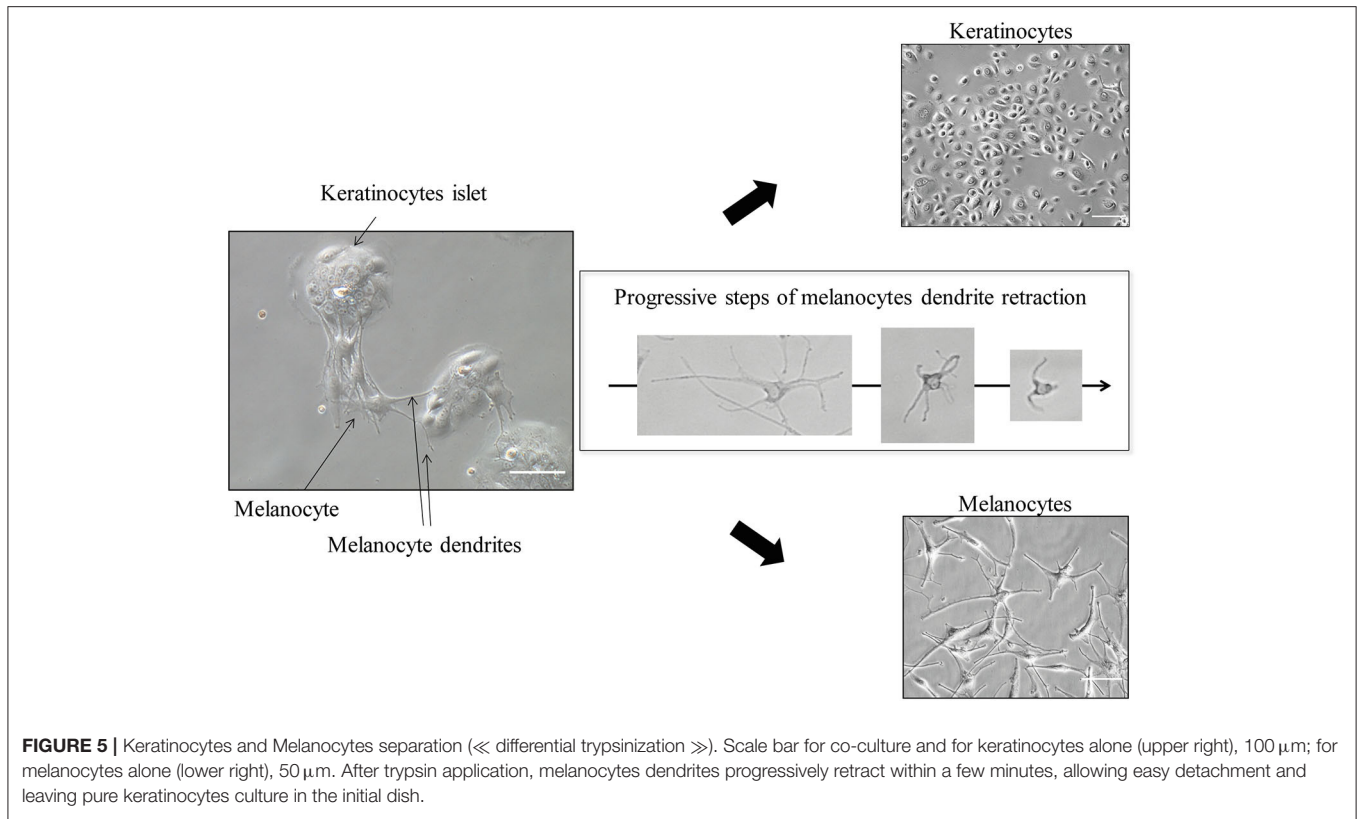 Keratinocytes
Keratinocytes islet
Progressive steps of melanocytes dendrite retraction
Melanocyte
Melanocyte dendrites
Melanocytes
FIGURE 5 | Keratinocytes and Melanocytes separation (≪ differential trypsinization ≫). Scale bar for co-culture and for keratinocytes alone (upper right), 100 μm; for
melanocytes alone (lower right), 50 μm. After trypsin application, melanocytes dendrites progressively retract within a few minutes, allowing easy detachment and
leaving pure keratinocytes culture in the initial dish.